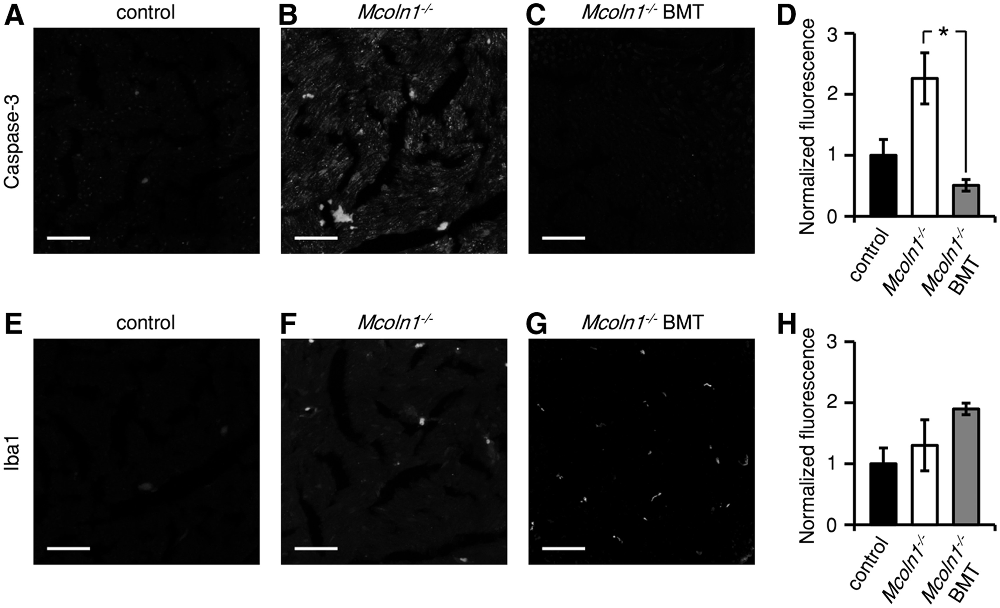 A control
B Mcoln1-/-
C Mcoln1-/- BMT
D
Caspase-3
Normalized fluorescence
3
2
1
0
*
control
Mcoln1-/-
Mcoln1-/-
BMT
E control
F Mcoln1-/-
G Mcoln1-/- BMT
H
Iba1
Normalized fluorescence
3
2
1
0
control
Mcoln1-/-
Mcoln1-/-
BMT